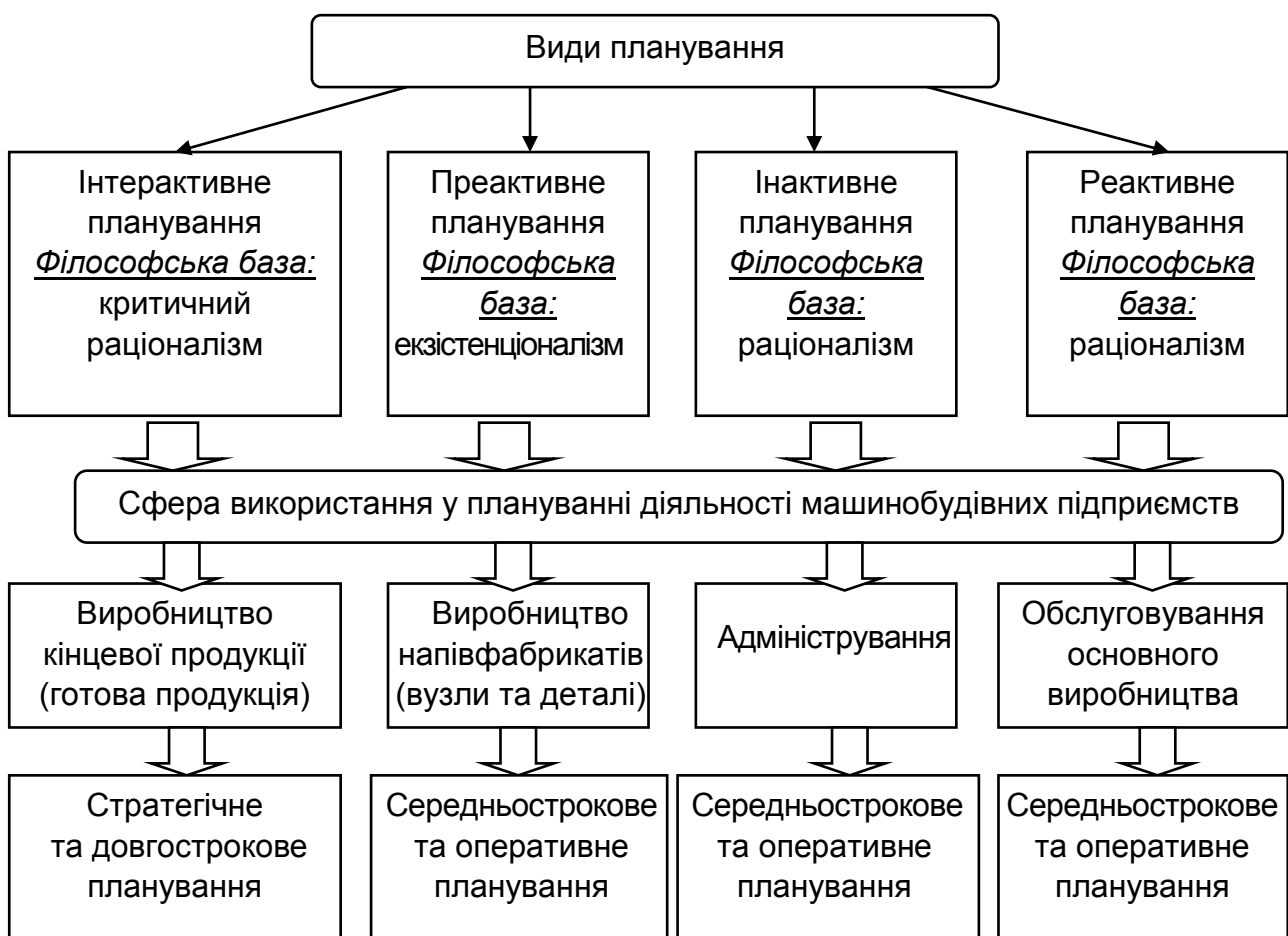 Види планування
Інтерактивне
планування
Філософська база:
критичний
раціоналізм
Преактивне
планування
Філософська
база:
екзістенціоналізм
Інактивне
планування
Філософська
база:
раціоналізм
Реактивне
планування
Філософська
база:
раціоналізм
Сфера використання у плануванні діяльності машинобудівних підприємств
Виробництво
кінцевої продукції
(готова продукція)
Виробництво
напівфабрикатів
(вузли та деталі)
Адміністрування
Обслуговування
основного
виробництва
Стратегічне
та довгострокове
планування
Середньострокове
та оперативне
планування
Середньострокове
та оперативне
планування
Середньострокове
та оперативне
планування